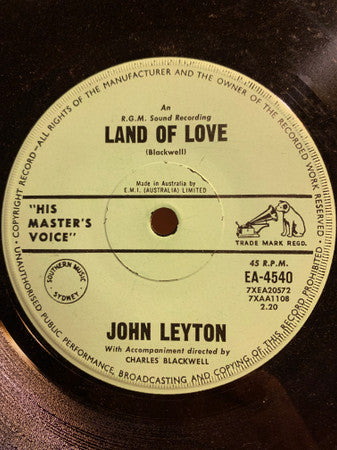 COPYRIGHT RECORD—ALL RIGHTS OF THE MANUFACTURER AND THE OWNER OF THE RECORDED WORK RESERVED
UNAUTHORISED PUBLIC PERFORMANCE, BROADCASTING AND COPYING OF THIS RECORD PROHIBITED
An
R.G.M. Sound Recording
LAND OF LOVE
(Blackwell)
Made in Australia by
E.M.I. (AUSTRALIA) LIMITED
"HIS
MASTER'S
VOICE"
TRADE MARK REGD.
SOUTHERN MUSIC
SYDNEY
45 R.P.M.
EA-4540
7XEA20572
7XAA1108
2.20
JOHN LEYTON
With Accompaniment directed by
CHARLES BLACKWELL